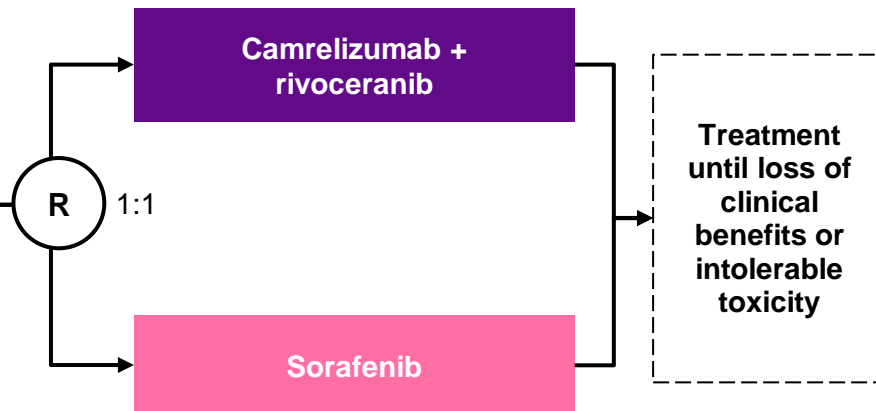 Camrelizumab +
rivoceranib
R
1:1
Sorafenib
Treatment
until loss of
clinical
benefits or
intolerable
toxicity